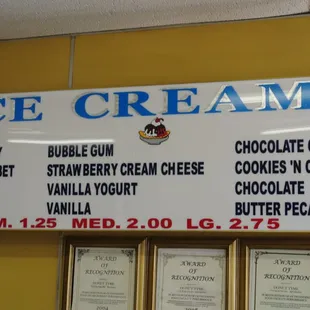 CE CREAM
BUBBLE GUM CHOCOLATE
STRAWBERRY CREAM CHEESE COOKIES 'N
VANILLA YOGURT CHOCOLATE
VANILLA BUTTER PECA
M. 1.25 MED. 2.00 LG. 2.75
AWARD OF RECOGNITION
AWARD OF RECOGNITION
AWARD OF RECOGNITION